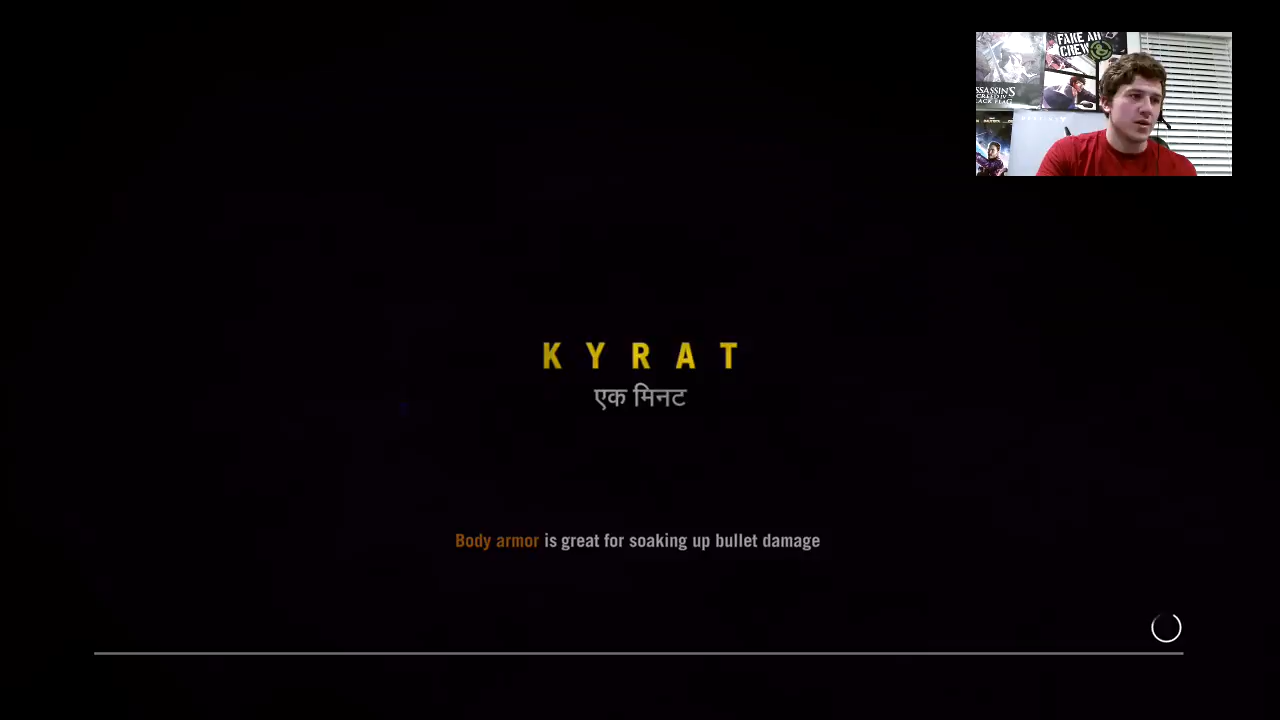 FAKE AH
CREW
ASSASSIN'S
CREED IV
BLACK FLAG
KYRAT
एक मिनट
Body armor is great for soaking up bullet damage